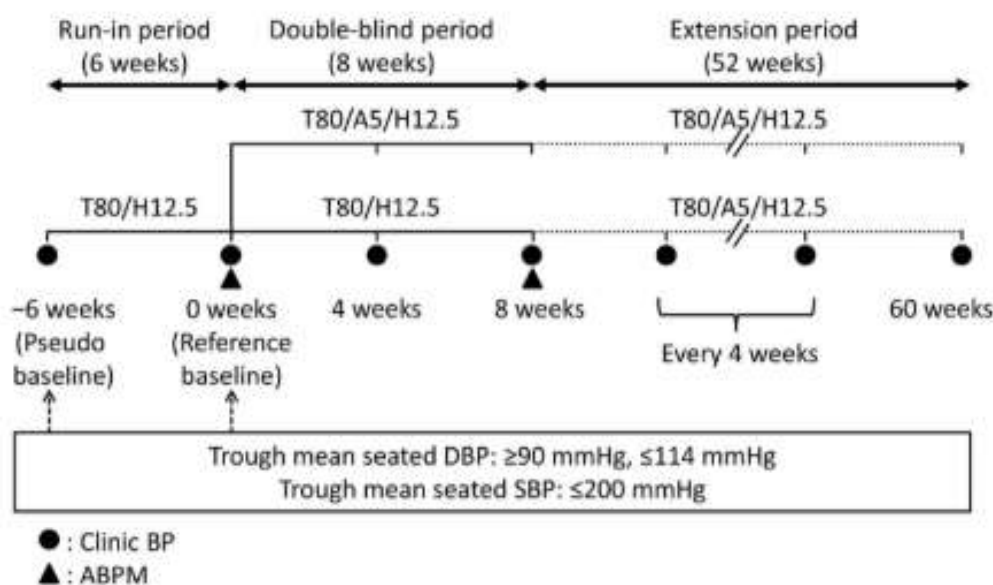 Run-in period Double-blind period Extension period
(6 weeks) (8 weeks) (52 weeks)
T80/A5/H12.5 T80/A5/H12.5
T80/H12.5 T80/H12.5 T80/A5/H12.5
−6 weeks 0 weeks 4 weeks 8 weeks 60 weeks
(Pseudo (Reference
baseline) baseline)
Every 4 weeks
Trough mean seated DBP: ≥90 mmHg, ≤114 mmHg
Trough mean seated SBP: ≤200 mmHg
● : Clinic BP
▲ : ABPM